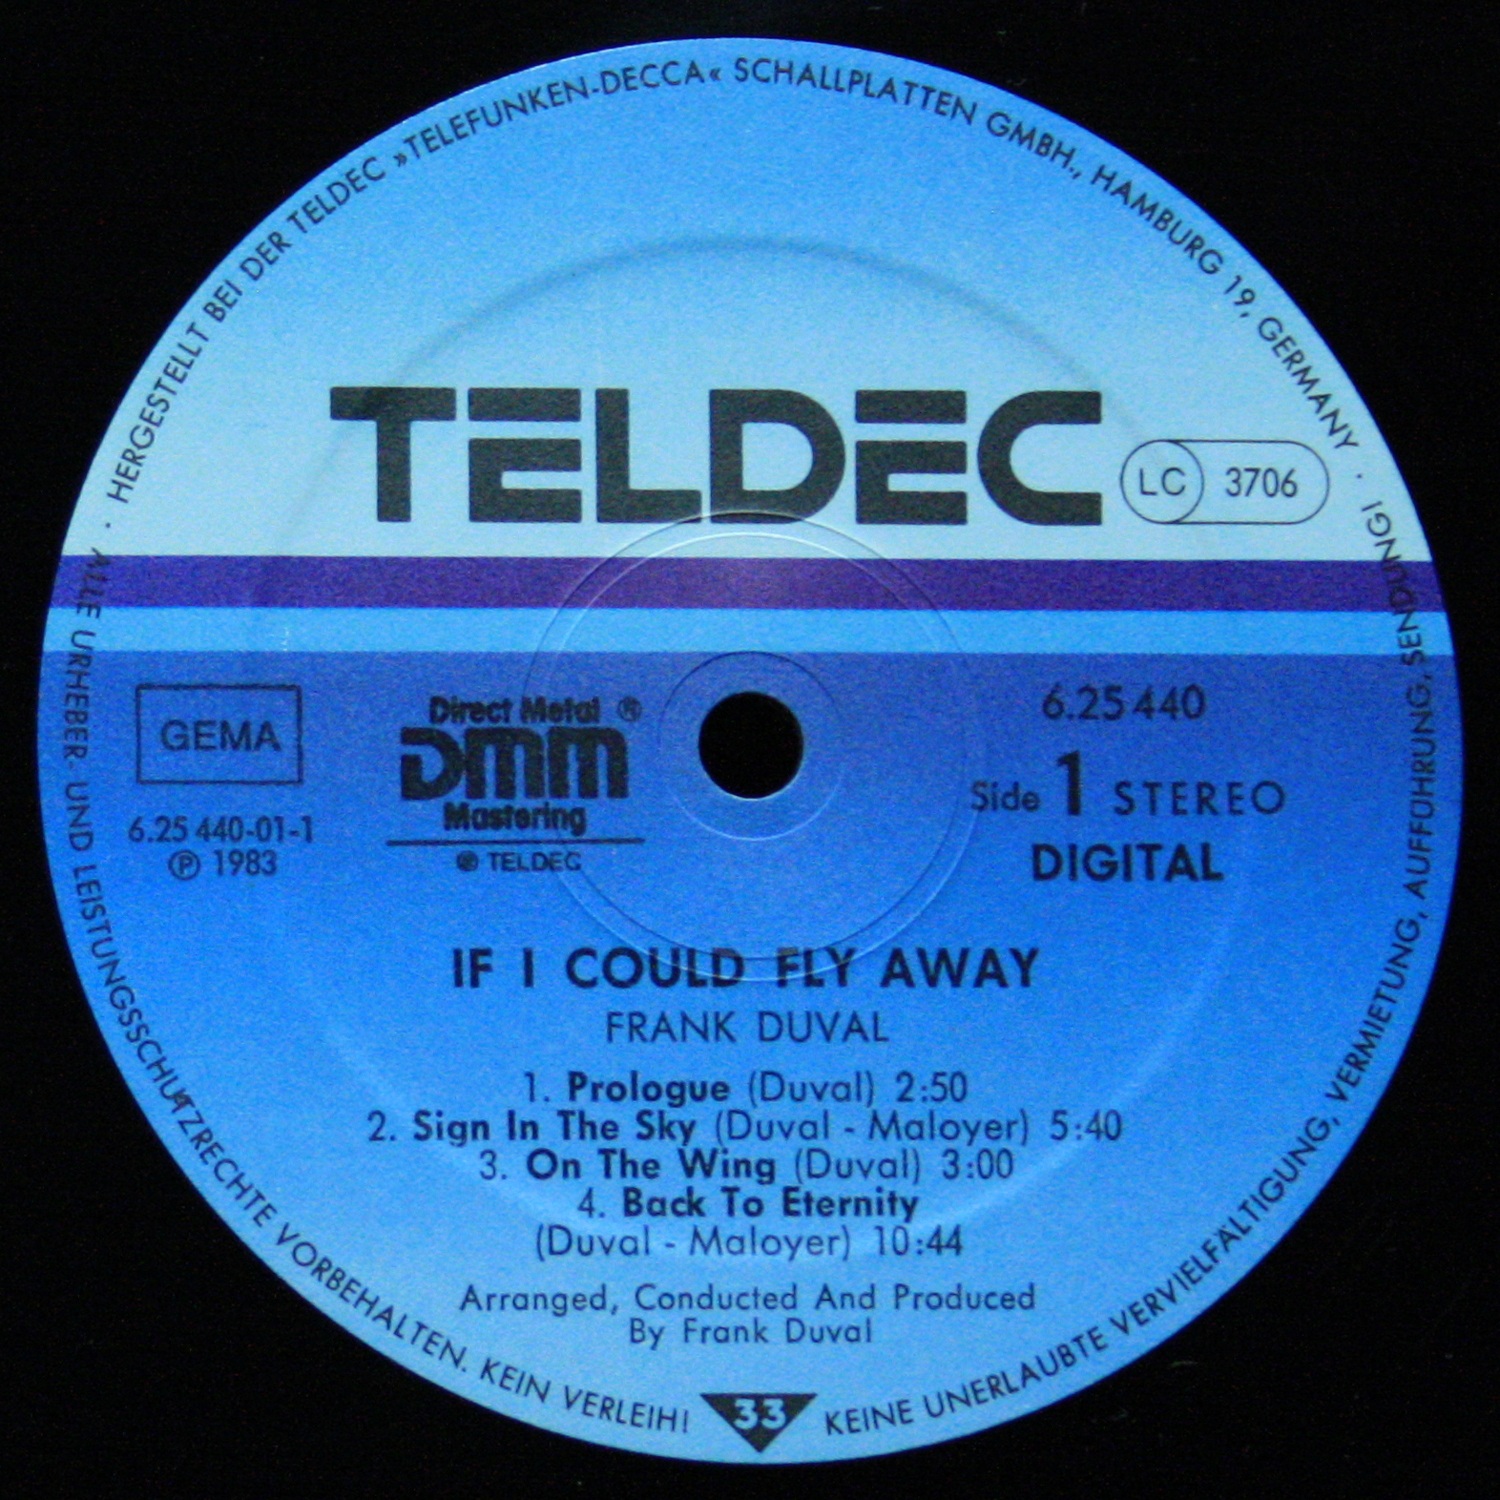 · HERGESTELLT BEI DER TELDEC »TELEFUNKEN-DECCA« SCHALLPLATTEN GMBH., HAMBURG 19, GERMANY ·
TELDEC
LC 3706
GEMA
6.25 440-01-1
Ⓟ 1983
Direct Metal ®
DMM
Mastering
© TELDEC
6.25 440
Side 1 STEREO
DIGITAL
IF I COULD FLY AWAY
FRANK DUVAL
1. Prologue (Duval) 2:50
2. Sign In The Sky (Duval - Maloyer) 5:40
3. On The Wing (Duval) 3:00
4. Back To Eternity
(Duval - Maloyer) 10:44
Arranged, Conducted And Produced
By Frank Duval
33
ALLE URHEBER UND LEISTUNGSSCHUTZRECHTE VORBEHALTEN. KEIN VERLEIH!
KEINE UNERLAUBTE VERVIELFÄLTIGUNG, VERMIETUNG, AUFFÜHRUNG, SENDUNG!